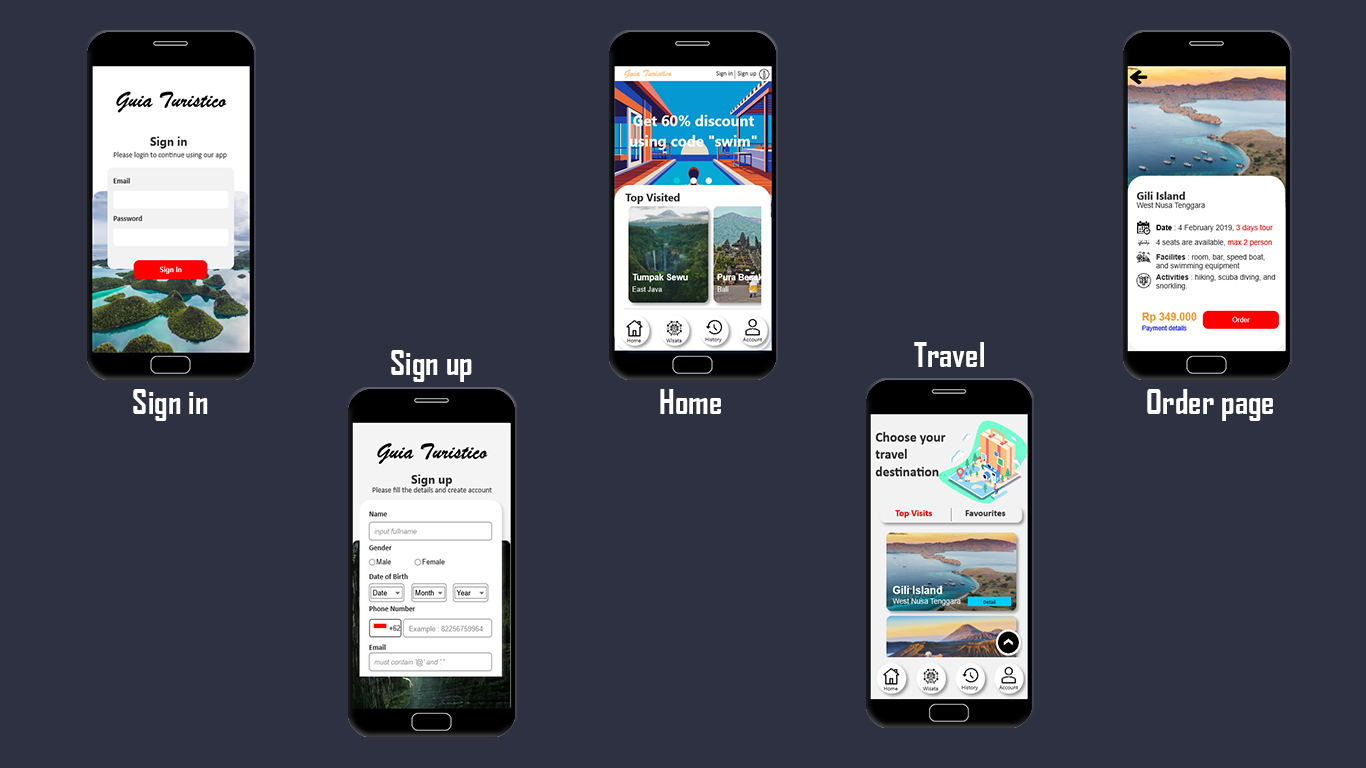 Guia Turistico
Sign in
Please login to continue using our app
Email
Password
Sign In
Sign in
Sign up
Guia Turistico
Sign up
Please fill the details and create account
Name
input fullname
Gender
Male Female
Date of Birth
Date Month Year
Phone Number
+62 Example : 82256759964
Email
must contain '@' and '.'
Guia Turistico Sign in Sign up
Get 60% discount
using code "swim"
Top Visited
Tumpak Sewu
East Java
Pura Besak
Bali
Home Wisata History Account
Home
Travel
Choose your
travel
destination
Top Visits Favourites
Gili Island
West Nusa Tenggara Detail
Home Wisata History Account
Gili Island
West Nusa Tenggara
Date : 4 February 2019, 3 days tour
4 seats are available, max 2 person
Facilites : room, bar, speed boat,
and swimming equipment
Activities : hiking, scuba diving, and
snorkling.
Rp 349.000
Payment details
Order
Order page